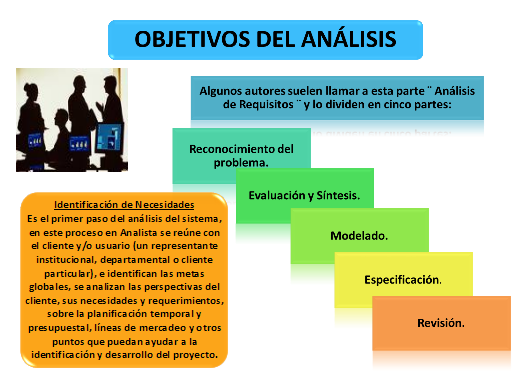 OBJETIVOS DEL ANÁLISIS
Algunos autores suelen llamar a esta parte ¨ Análisis
de Requisitos ¨ y lo dividen en cinco partes:
Reconocimiento del
problema.
Evaluación y Síntesis.
Modelado.
Especificación.
Revisión.
Identificación de Necesidades
Es el primer paso del análisis del sistema,
en este proceso en Analista se reúne con
el cliente y/o usuario (un representante
institucional, departamental o cliente
particular), e identifican las metas
globales, se analizan las perspectivas del
cliente, sus necesidades y requerimientos,
sobre la planificación temporal y
presupuestal, líneas de mercadeo y otros
puntos que puedan ayudar a la
identificación y desarrollo del proyecto.